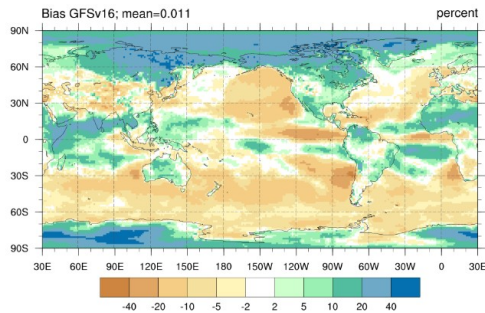 Bias GFSv16; mean=0.011 percent
90N
60N
30N
0
30S
60S
90S
30E 60E 90E 120E 150E 180 150W 120W 90W 60W 30W 0 30E
-40 -20 -10 -5 -2 2 5 10 20 40